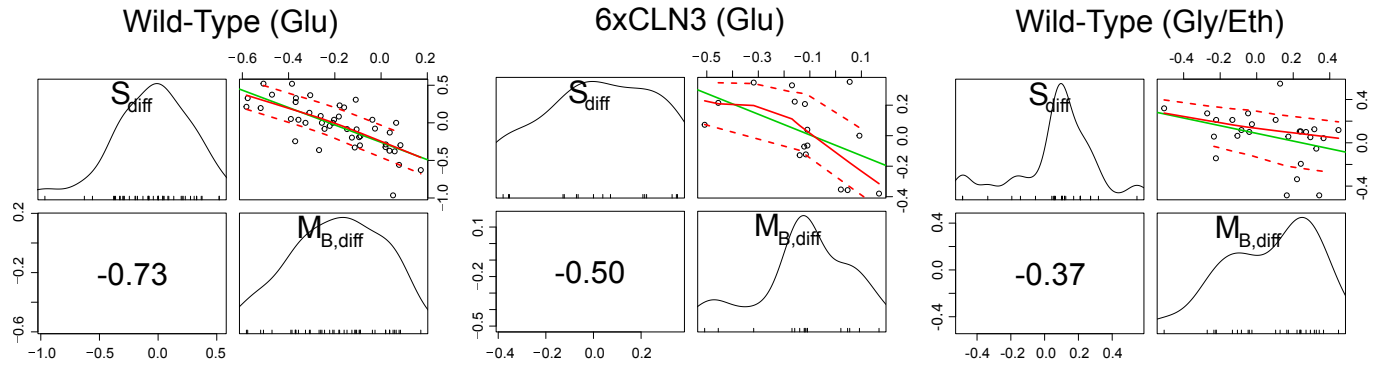 Wild-Type (Glu) 6xCLN3 (Glu) Wild-Type (Gly/Eth)
−0.6 −0.4 −0.2 0.0 0.2 −0.5 −0.3 −0.1 0.1 −0.4 −0.2 0.0 0.2 0.4
S_diff 0.5 0.0 −0.5 −1.0 S_diff 0.2 0.0 −0.2 −0.4 S_diff 0.4 0.2 0.0 −0.4
0.2 −0.2 −0.6 -0.73 M_B,diff 0.1 −0.2 −0.5 -0.50 M_B,diff 0.4 0.0 −0.4 -0.37 M_B,diff
−1.0 −0.5 0.0 0.5 −0.4 −0.2 0.0 0.2 −0.4 0.0 0.2 0.4